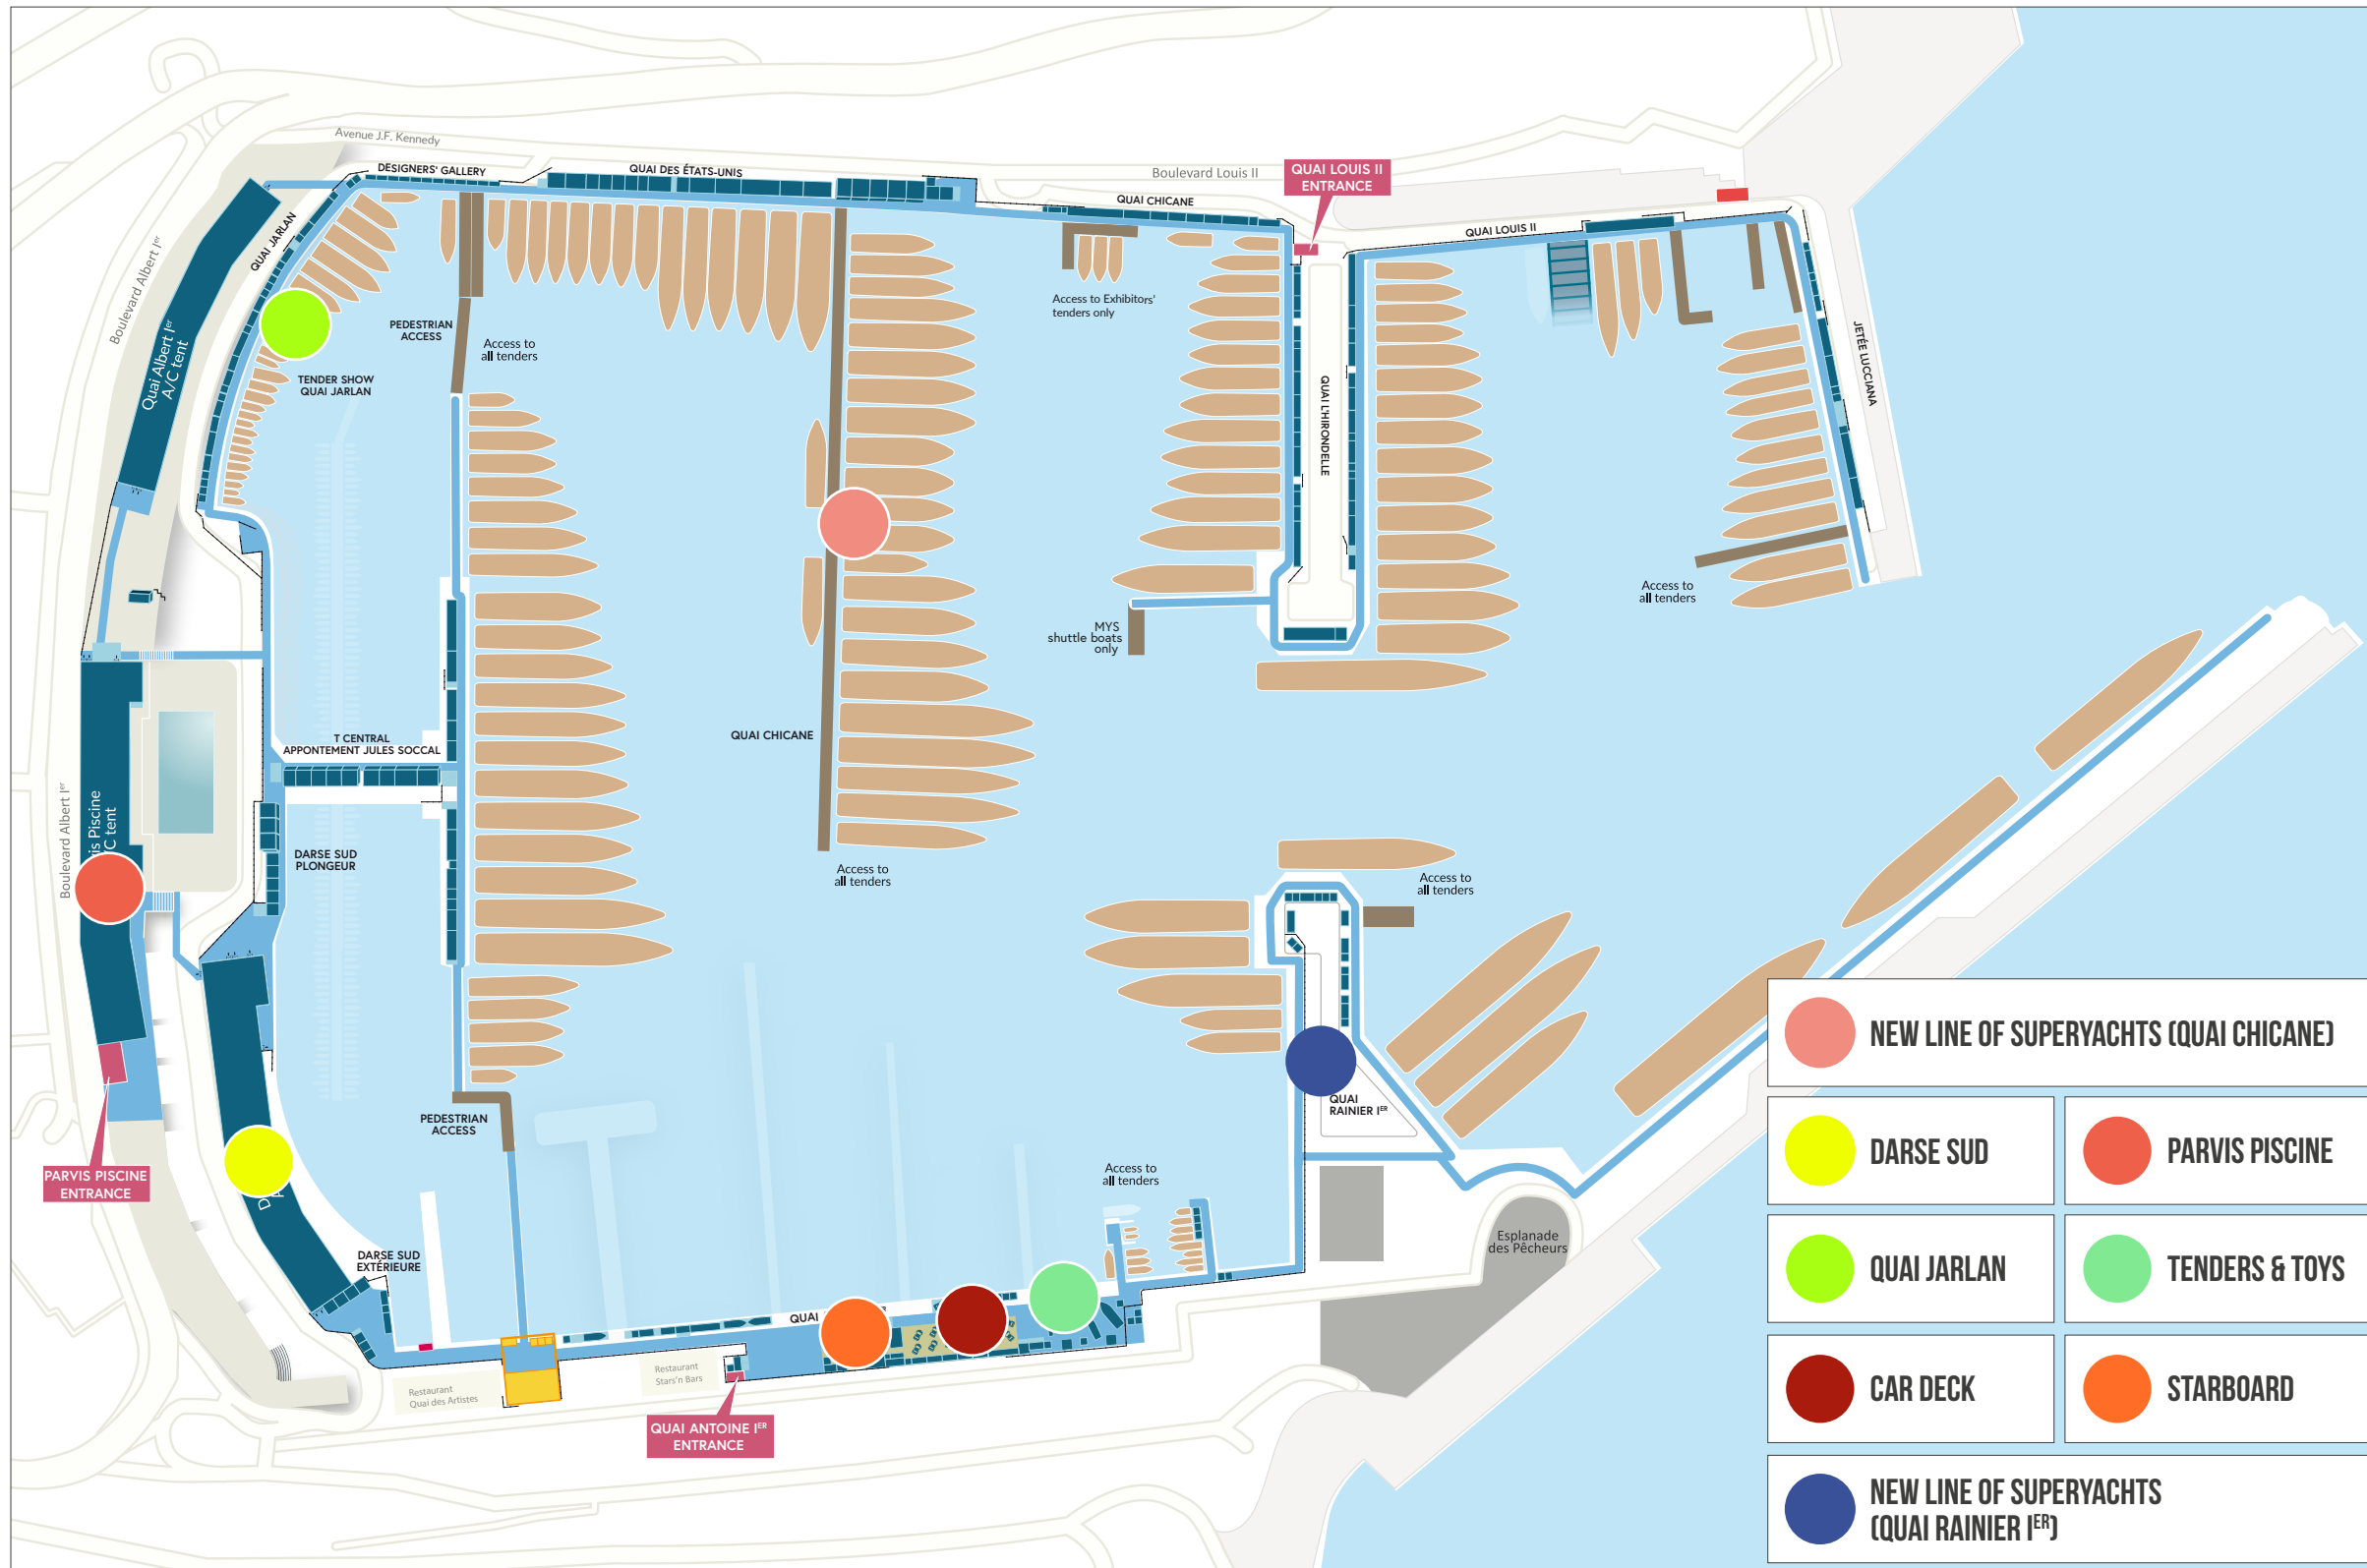 Avenue J.F. Kennedy
DESIGNERS' GALLERY
QUAI DES ÉTATS-UNIS
Boulevard Louis II
QUAI LOUIS II
ENTRANCE
QUAI CHICANE
QUAI LOUIS II
QUAI JARLAN
Boulevard Albert Iᵉʳ
Quai Albert Iᵉʳ
A/C tent
PEDESTRIAN
ACCESS
Access to
all tenders
Access to Exhibitors'
tenders only
TENDER SHOW
QUAI JARLAN
QUAI L'HIRONDELLE
JETÉE LUCCIANA
Access to
all tenders
MYS
shuttle boats
only
T CENTRAL
APPONTEMENT JULES SOCCAL
QUAI CHICANE
Boulevard Albert Iᵉʳ
Piscine
tent
DARSE SUD
PLONGEUR
Access to
all tenders
Access to
all tenders
PEDESTRIAN
ACCESS
QUAI
RAINIER Iᴱᴿ
PARVIS PISCINE
ENTRANCE
Access to
all tenders
DARSE SUD
EXTÉRIEURE
Esplanade
des Pêcheurs
QUAI
Restaurant
Quai des Artistes
Restaurant
Stars'n Bars
QUAI ANTOINE Iᴱᴿ
ENTRANCE
NEW LINE OF SUPERYACHTS (QUAI CHICANE)
DARSE SUD
PARVIS PISCINE
QUAI JARLAN
TENDERS & TOYS
CAR DECK
STARBOARD
NEW LINE OF SUPERYACHTS
(QUAI RAINIER Iᴱᴿ)